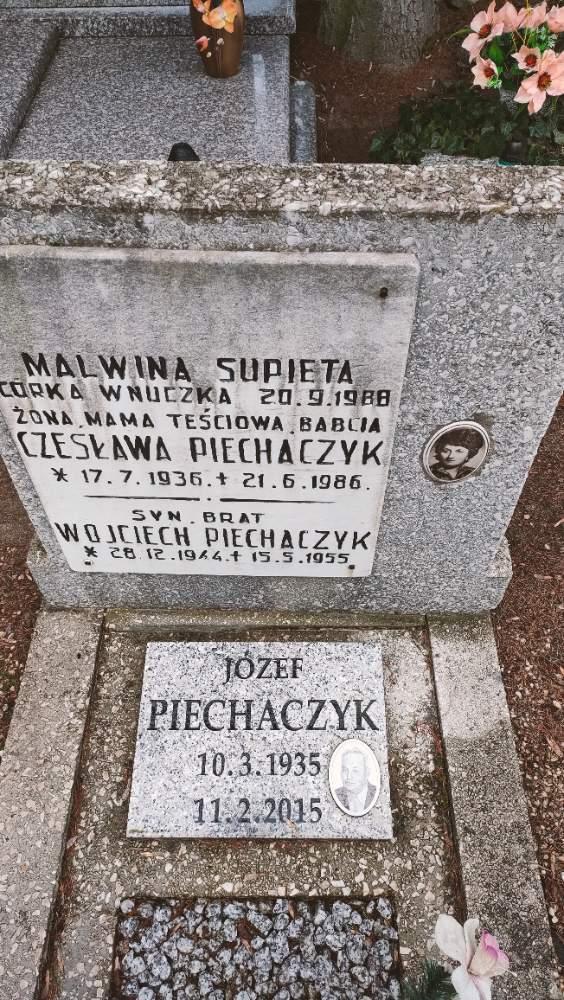 MALWINA SUPIETA
CÓRKA WNUCZKA 20.9.1988
ŻONA, MAMA TEŚCIOWA, BABCIA
CZESŁAWA PIECHACZYK
* 17.7.1936 + 21.6.1986.
SYN. BRAT
WOJCIECH PIECHACZYK
* 28.12.1944.+ 15.5.1955
JÓZEF
PIECHACZYK
10.3.1935
11.2.2015